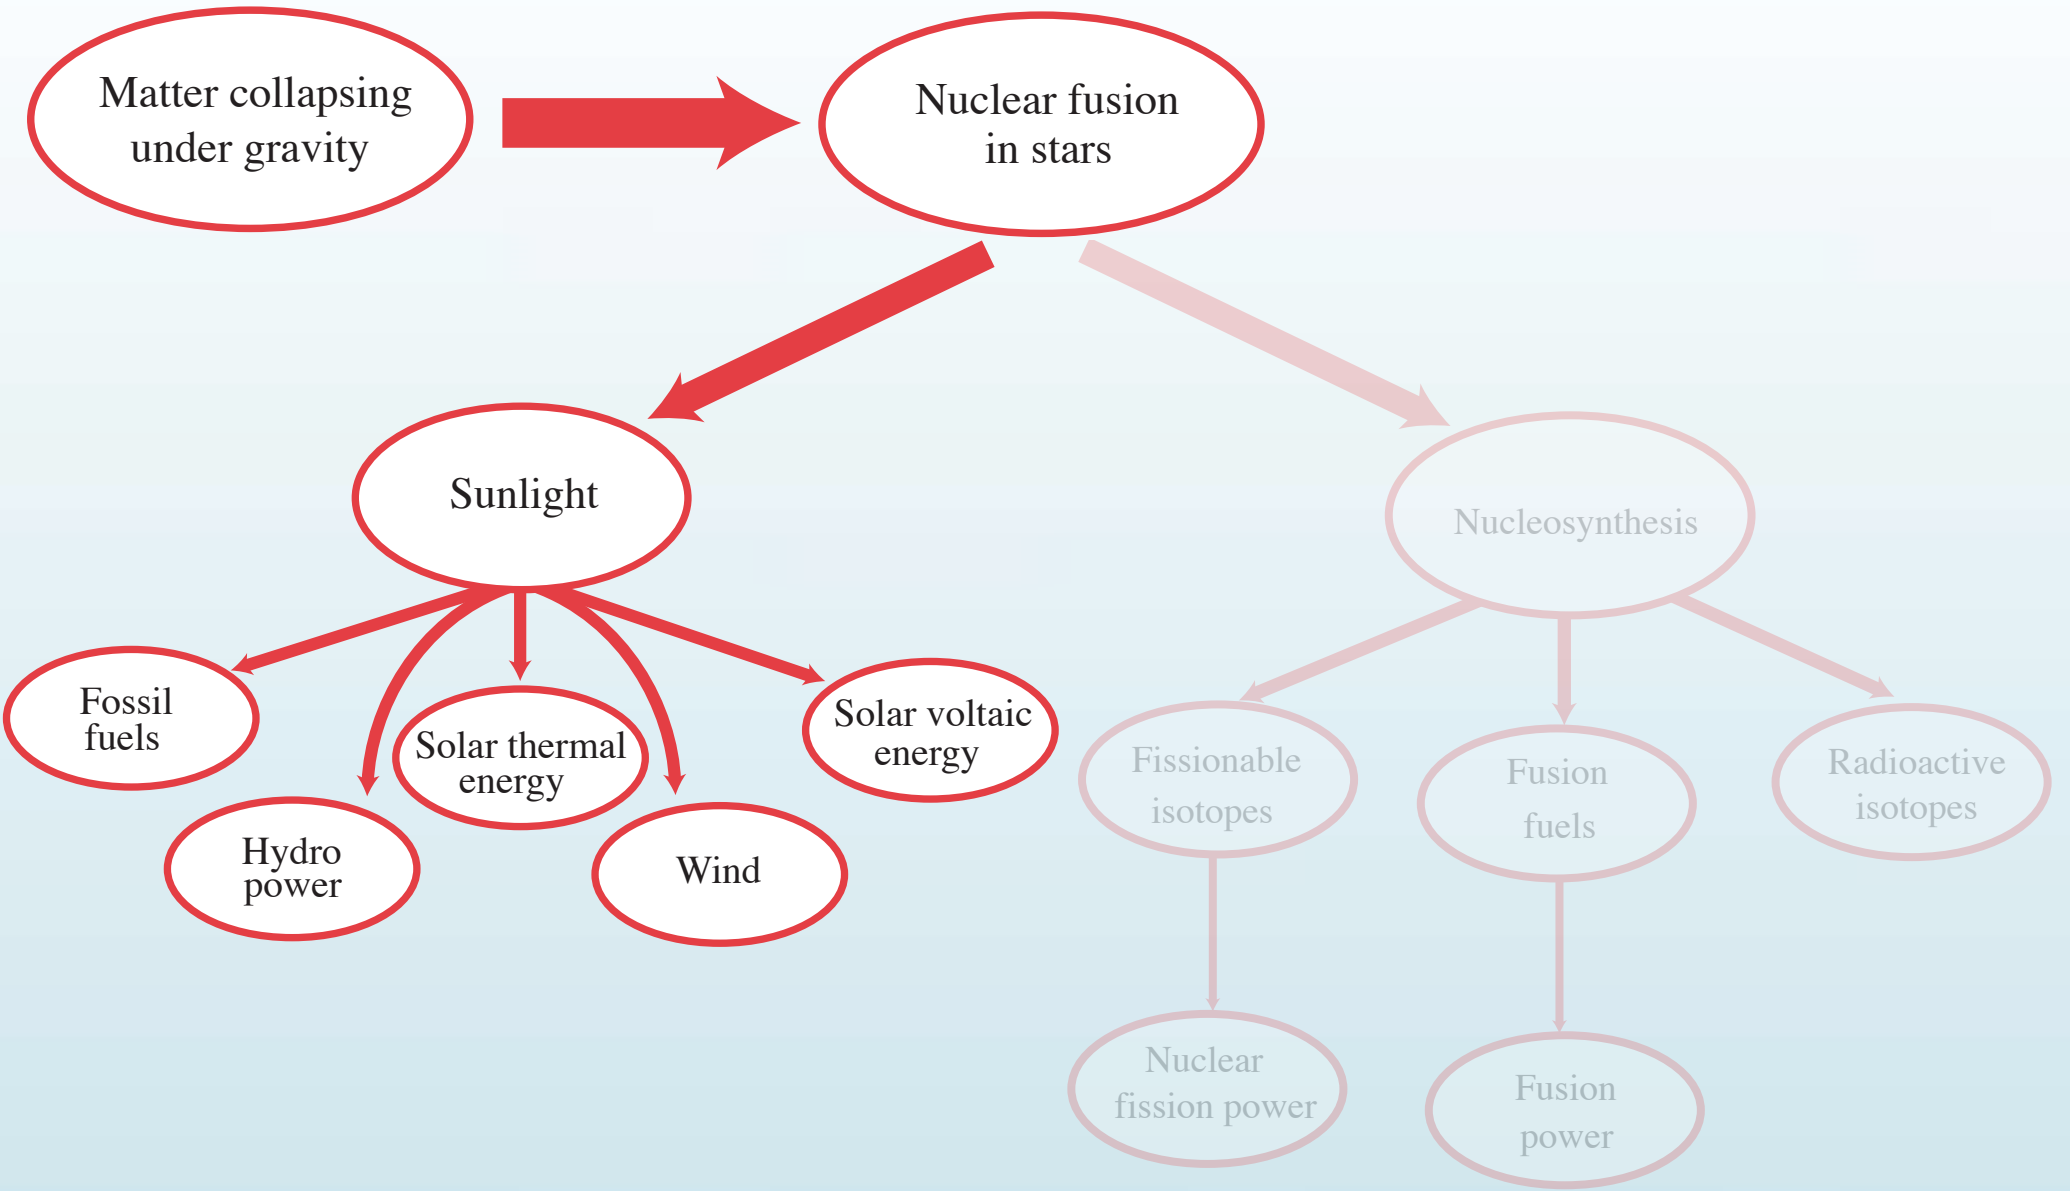 Matter collapsing
under gravity
Nuclear fusion
in stars
Sunlight
Nucleosynthesis
Fossil
fuels
Hydro
power
Solar thermal
energy
Wind
Solar voltaic
energy
Fissionable
isotopes
Fusion
fuels
Radioactive
isotopes
Nuclear
fission power
Fusion
power